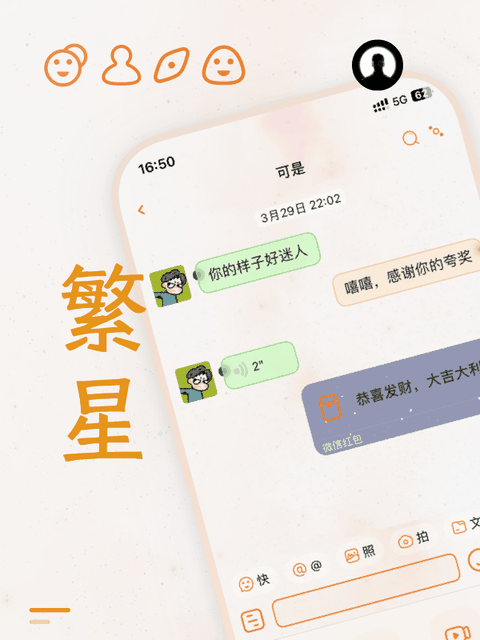 5G 62
16:50
可是
3月29日 22:02
你的样子好迷人
嘻嘻，感谢你的夸奖
繁星
2"
恭喜发财，大吉大利
微信红包
快 @ 照 拍 文